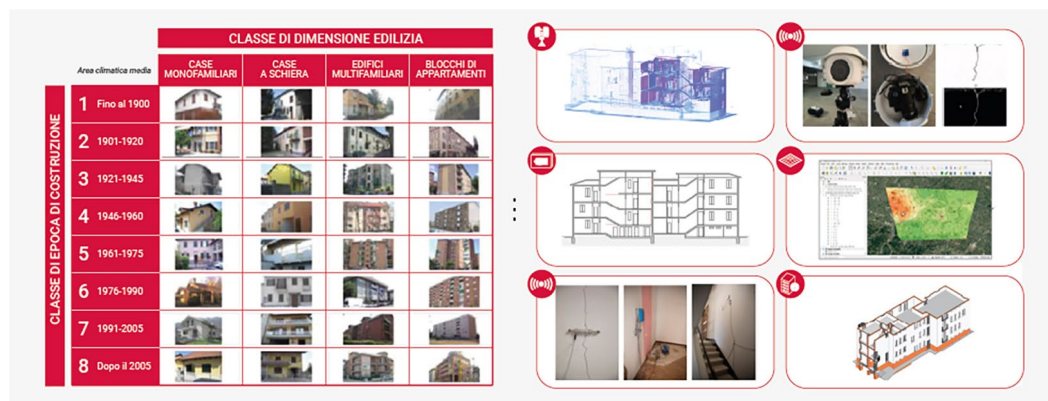 CLASSE DI DIMENSIONE EDILIZIA
Area climatica media
CASE
MONOFAMILIARI
CASE
A SCHIERA
EDIFICI
MULTIFAMILIARI
BLOCCHI DI
APPARTAMENTI
CLASSE DI EPOCA DI COSTRUZIONE
1 Fino al 1900
2 1901-1920
3 1921-1945
4 1946-1960
5 1961-1975
6 1976-1990
7 1991-2005
8 Dopo il 2005